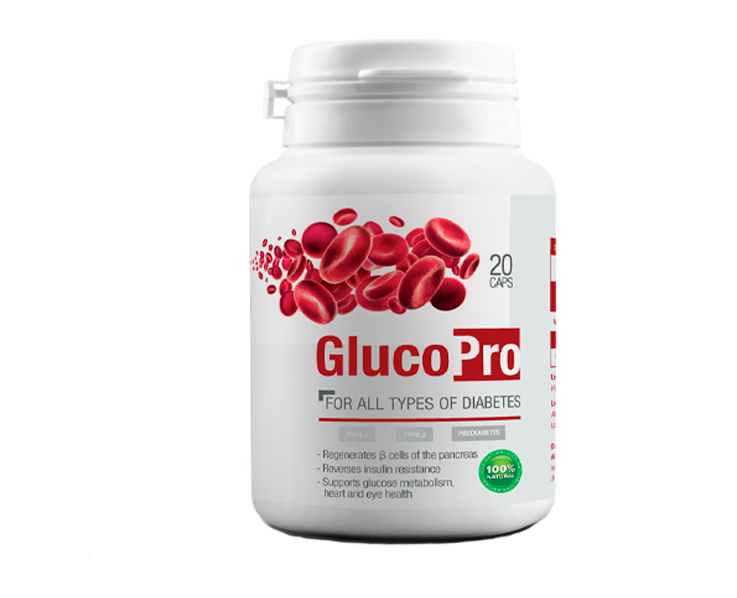 20
CAPS
GlucoPro
FOR ALL TYPES OF DIABETES
TYPE 1 TYPE 2 PREDIABETES
- Regenerates β cells of the pancreas
- Reverses insulin resistance
- Supports glucose metabolism,
heart and eye health
100%
NATURAL